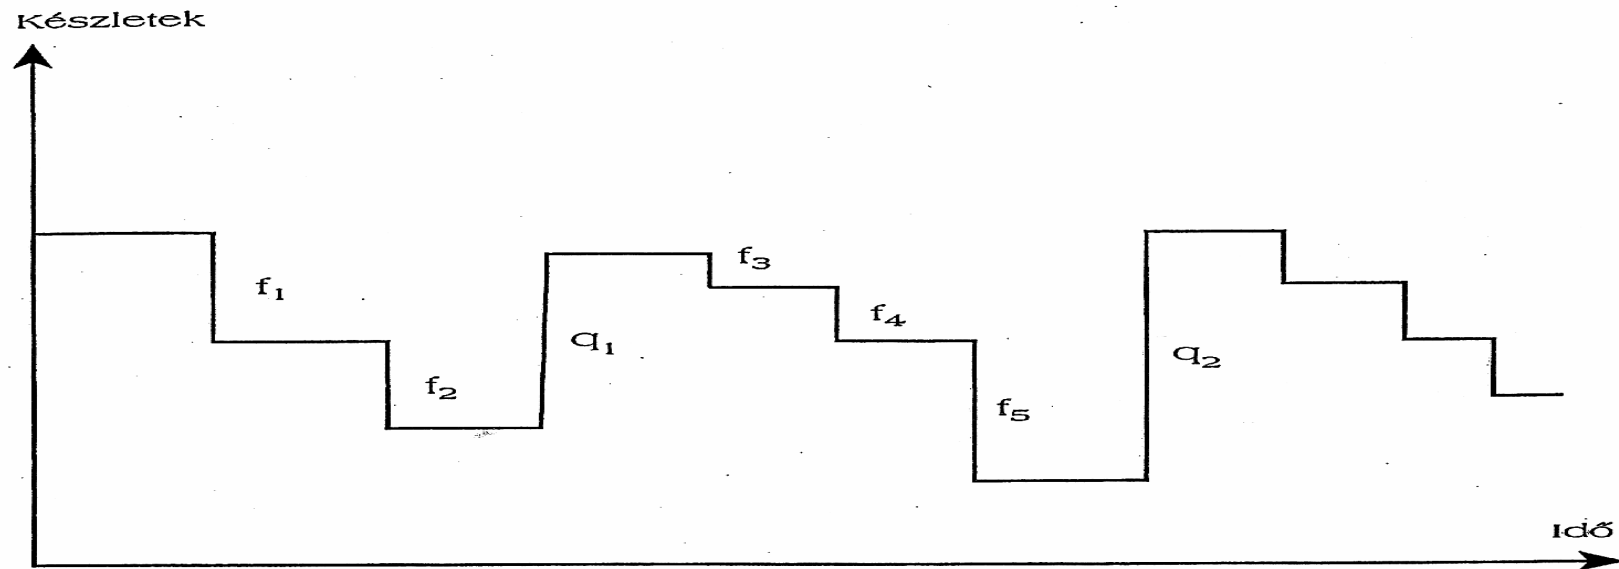 Készletek
f₁
f₂
q₁
f₃
f₄
f₅
q₂
Idő